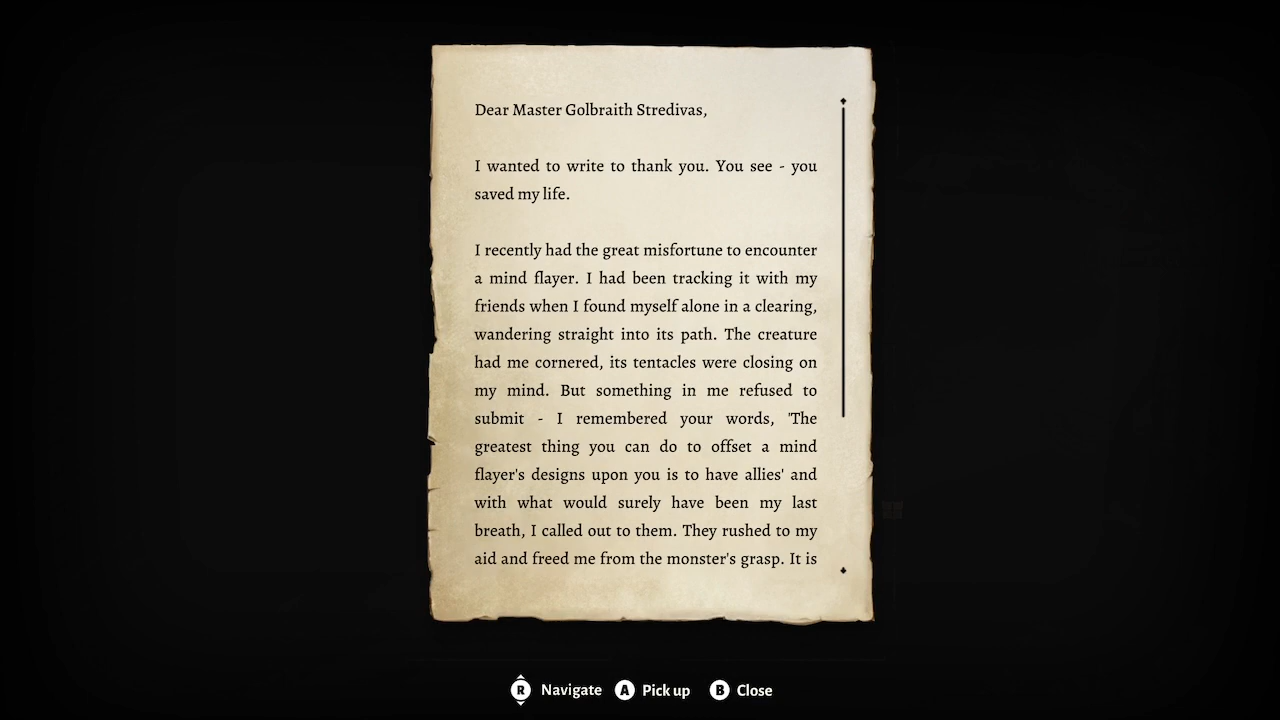 Dear Master Golbraith Stredivas,
I wanted to write to thank you. You see - you
saved my life.
I recently had the great misfortune to encounter
a mind flayer. I had been tracking it with my
friends when I found myself alone in a clearing,
wandering straight into its path. The creature
had me cornered, its tentacles were closing on
my mind. But something in me refused to
submit - I remembered your words, 'The
greatest thing you can do to offset a mind
flayer's designs upon you is to have allies' and
with what would surely have been my last
breath, I called out to them. They rushed to my
aid and freed me from the monster's grasp. It is
R Navigate A Pick up B Close